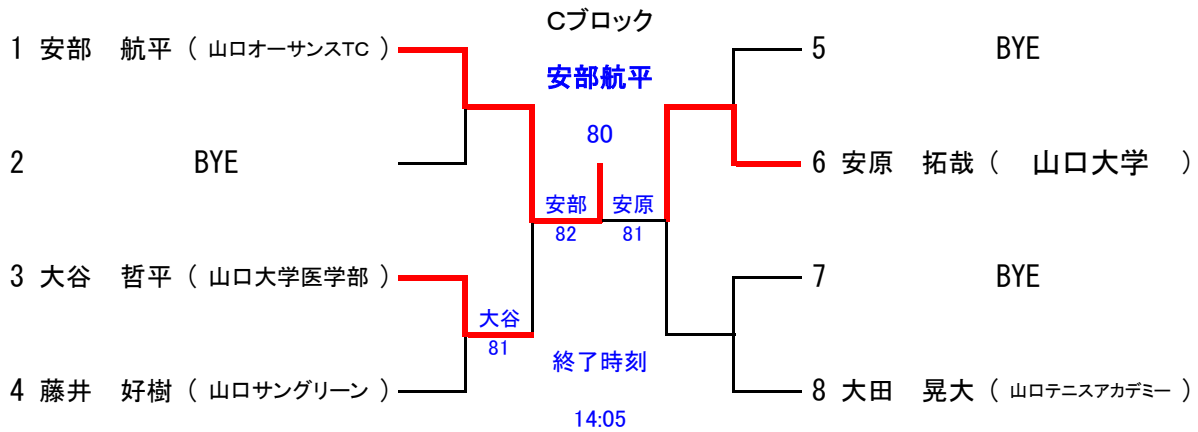 Cブロック
1 安部 航平 ( 山口オーサンスTC )
安部航平
5 BYE
80
2 BYE
6 安原 拓哉 ( 山口大学 )
安部 安原
82 81
3 大谷 哲平 ( 山口大学医学部 )
7 BYE
大谷
81
終了時刻
4 藤井 好樹 ( 山口サングリーン )
8 大田 晃大 ( 山口テニスアカデミー )
14:05